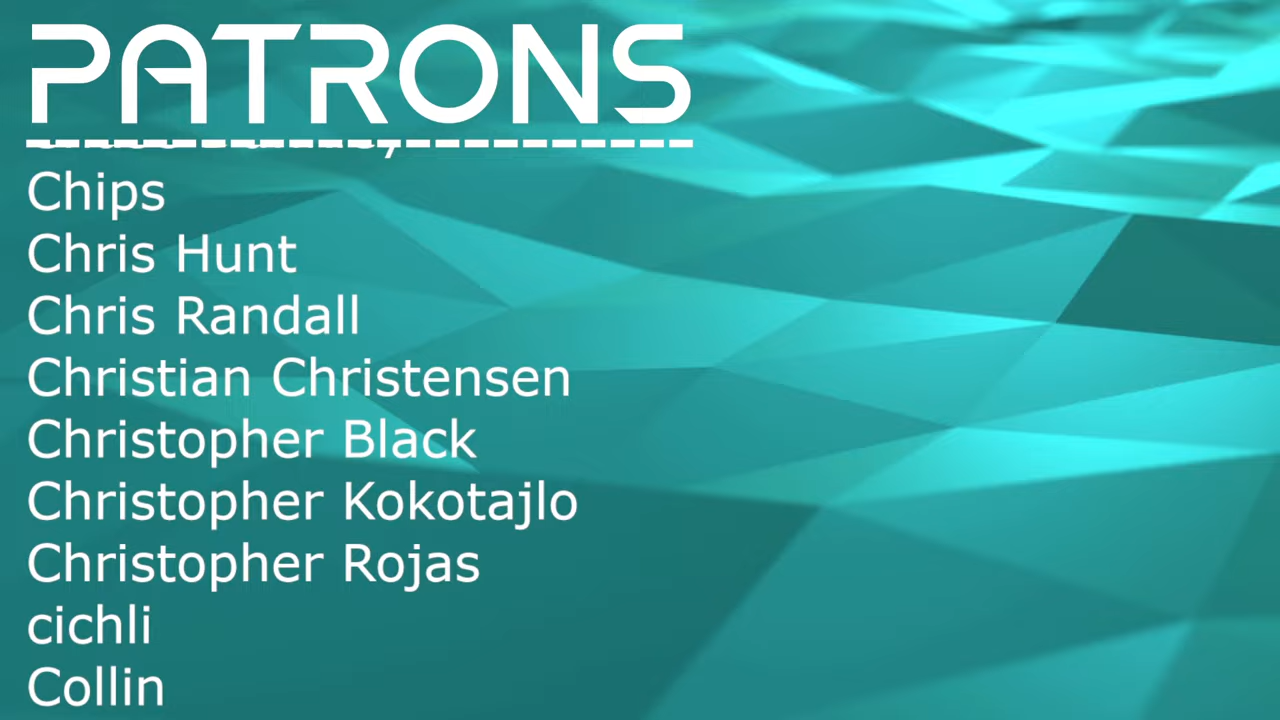 PATRONS
Chips
Chris Hunt
Chris Randall
Christian Christensen
Christopher Black
Christopher Kokotajlo
Christopher Rojas
cichli
Collin